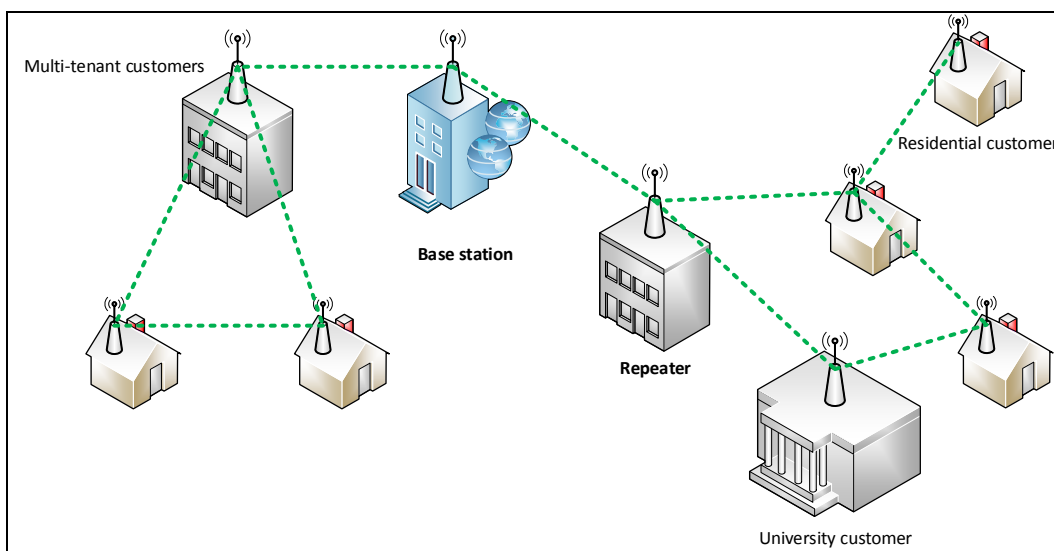 Multi-tenant customers
Residential customer
Base station
Repeater
University customer